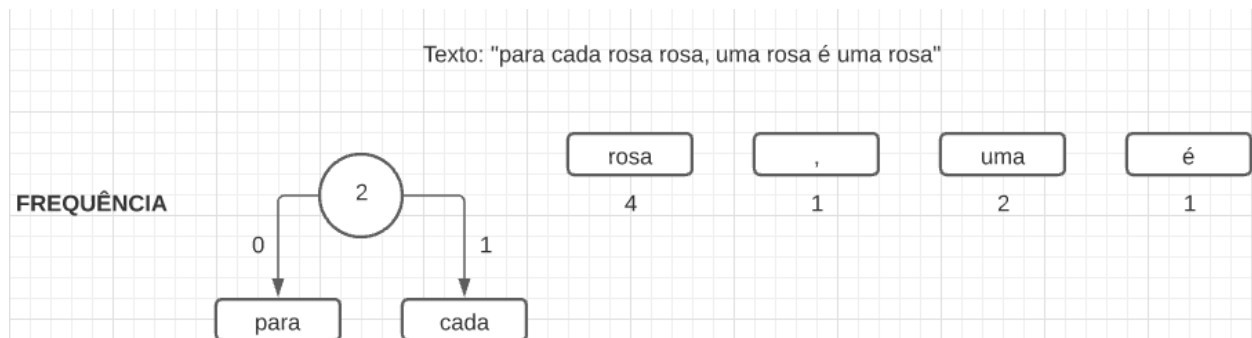 Texto: "para cada rosa rosa, uma rosa é uma rosa"
rosa , uma é
2
FREQUÊNCIA 4 1 2 1
0 1
para cada